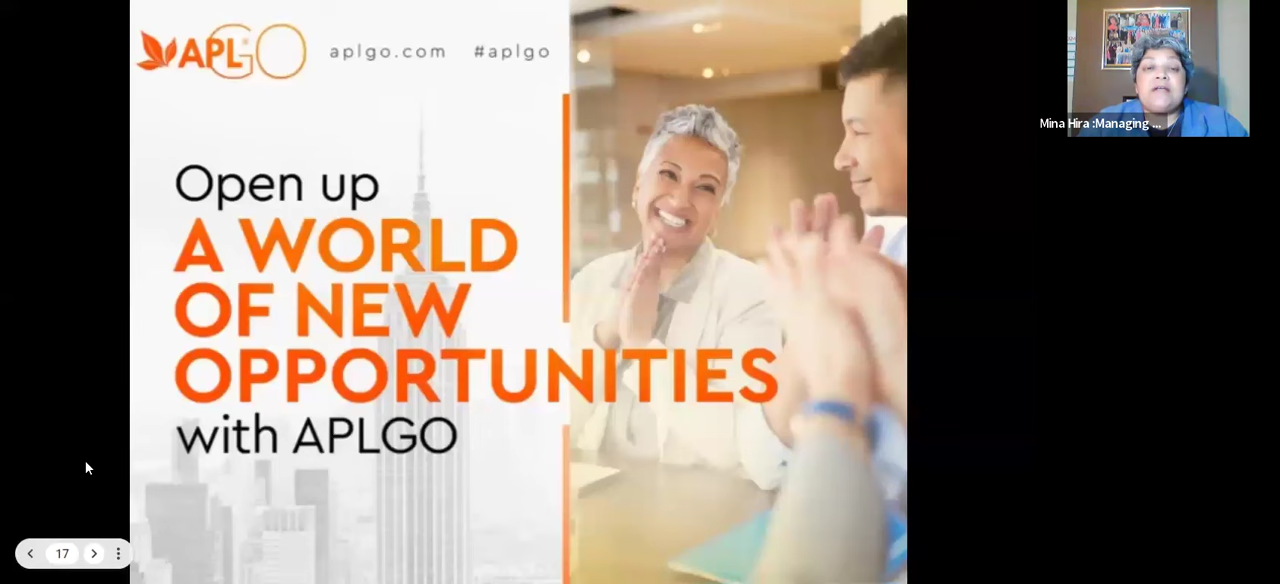 APLGO aplgo.com #aplgo
Open up
A WORLD
OF NEW
OPPORTUNITIES
with APLGO
Mina Hira :Managing ...
17